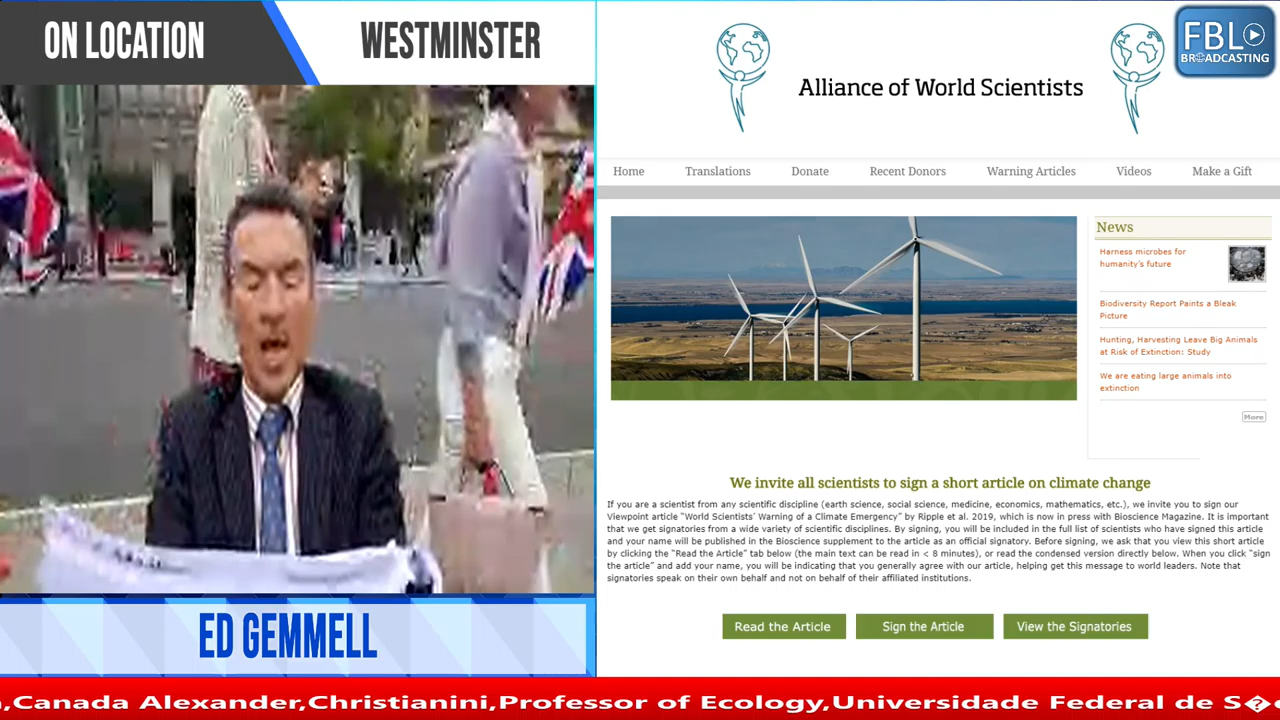 ON LOCATION
WESTMINSTER
FBL
BROADCASTING
Alliance of World Scientists
Home
Translations
Donate
Recent Donors
Warning Articles
Videos
Make a Gift
News
Harness microbes for
humanity's future
Biodiversity Report Paints a Bleak
Picture
Hunting, Harvesting Leave Big Animals
at Risk of Extinction: Study
We are eating large animals into
extinction
More
We invite all scientists to sign a short article on climate change
If you are a scientist from any scientific discipline (earth science, social science, medicine, economics, mathematics, etc.), we invite you to sign our
Viewpoint article "World Scientists' Warning of a Climate Emergency" by Ripple et al. 2019, which is now in press with Bioscience Magazine. It is important
that we get signatories from a wide variety of scientific disciplines. By signing, you will be included in the full list of scientists who have signed this article
and your name will be published in the Bioscience supplement to the article as an official signatory. Before signing, we ask that you view this short article
by clicking the "Read the Article" tab below (the main text can be read in < 8 minutes), or read the condensed version directly below. When you click "sign
the article" and add your name, you will be indicating that you generally agree with our article, helping get this message to world leaders. Note that
signatories speak on their own behalf and not on behalf of their affiliated institutions.
Read the Article
Sign the Article
View the Signatories
ED GEMMELL
,Canada Alexander,Christianini,Professor of Ecology,Universidade Federal de S�